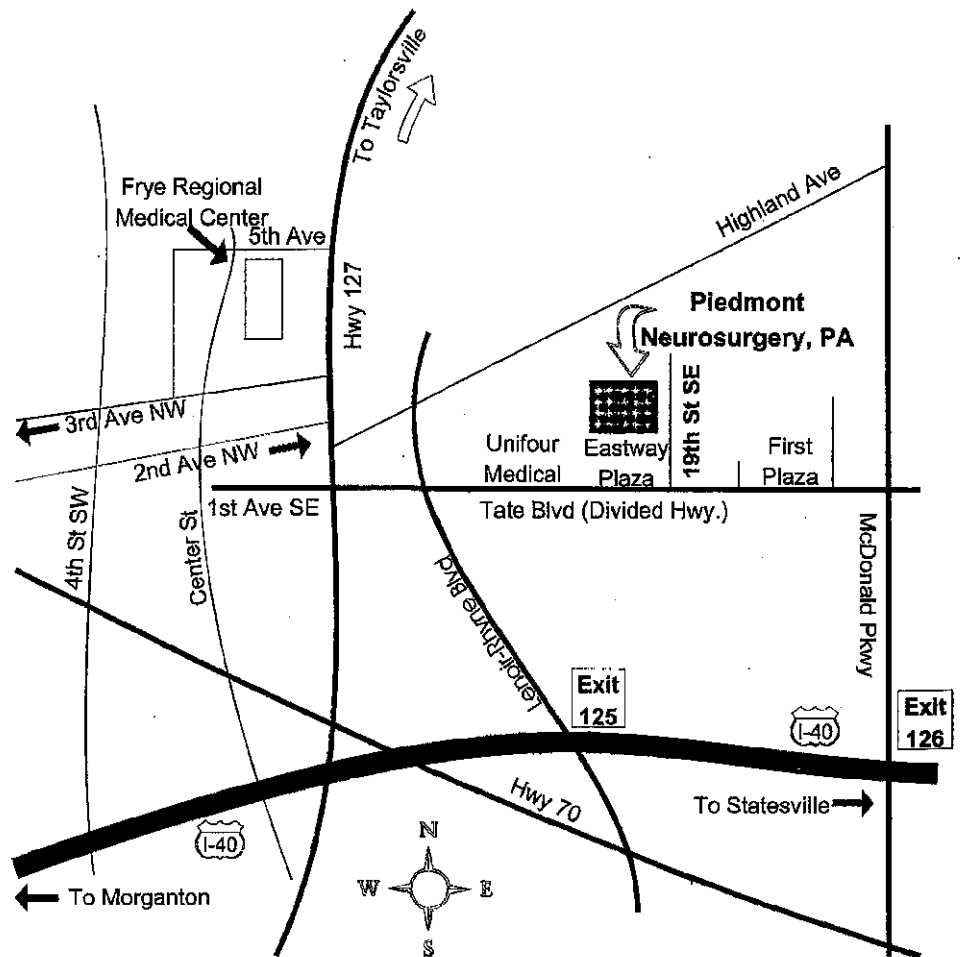 To Taylorsville
Frye Regional
Medical Center
5th Ave
Highland Ave
Hwy 127
Piedmont
Neurosurgery, PA
19th St SE
3rd Ave NW
2nd Ave NW
Unifour
Medical
Eastway
Plaza
First
Plaza
1st Ave SE
Tate Blvd (Divided Hwy.)
4th St SW
Center St
Lenoir-Rhyne Blvd
McDonald Pkwy
Exit
125
I-40
Exit
126
To Statesville
Hwy 70
I-40
To Morganton
N
W
E
S